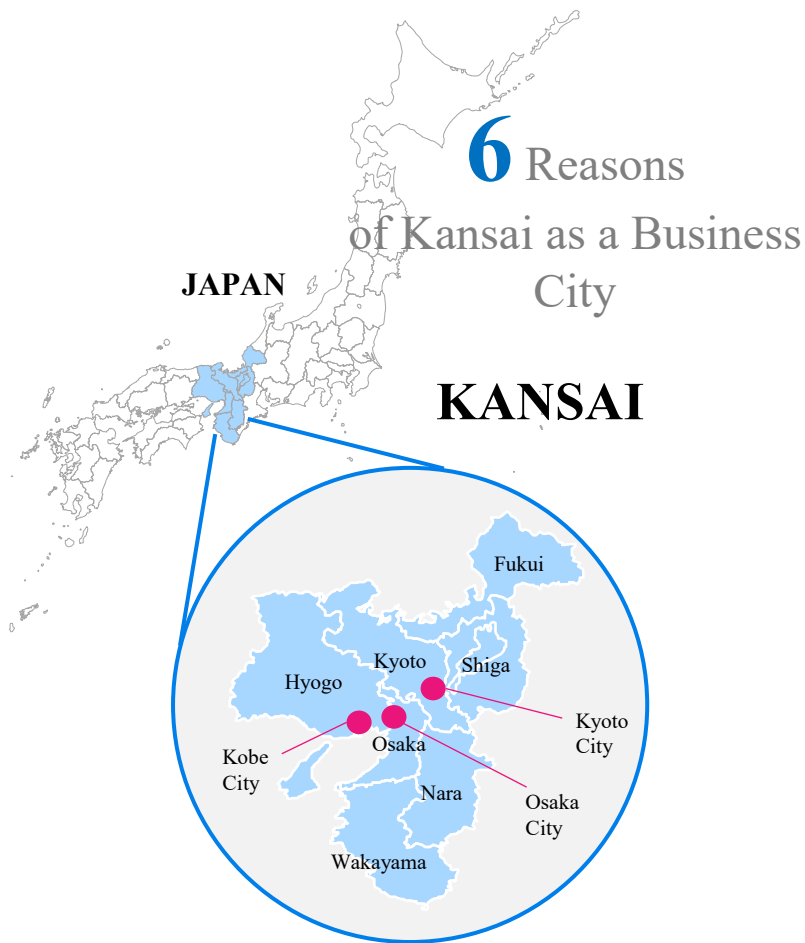 6 Reasons
of Kansai as a Business
City
JAPAN
KANSAI
Fukui
Kyoto
Shiga
Hyogo
Kyoto
City
Osaka
Kobe
City
Nara
Osaka
City
Wakayama